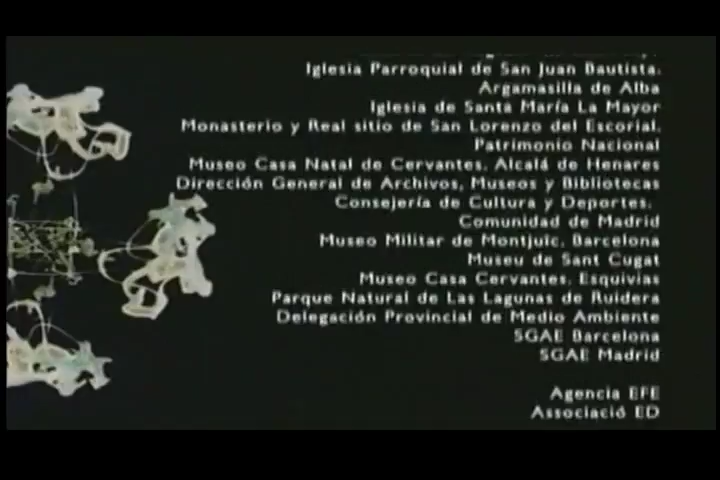 Iglesia Parroquial de San Juan Bautista.
Argamasilla de Alba
Iglesia de Santa María La Mayor
Monasterio y Real sitio de San Lorenzo del Escorial.
Patrimonio Nacional
Museo Casa Natal de Cervantes. Alcalá de Henares
Dirección General de Archivos, Museos y Bibliotecas
Consejería de Cultura y Deportes.
Comunidad de Madrid
Museo Militar de Montjuïc. Barcelona
Museu de Sant Cugat
Museo Casa Cervantes. Esquivias
Parque Natural de Las Lagunas de Ruidera
Delegación Provincial de Medio Ambiente
SGAE Barcelona
SGAE Madrid
Agencia EFE
Associació ED